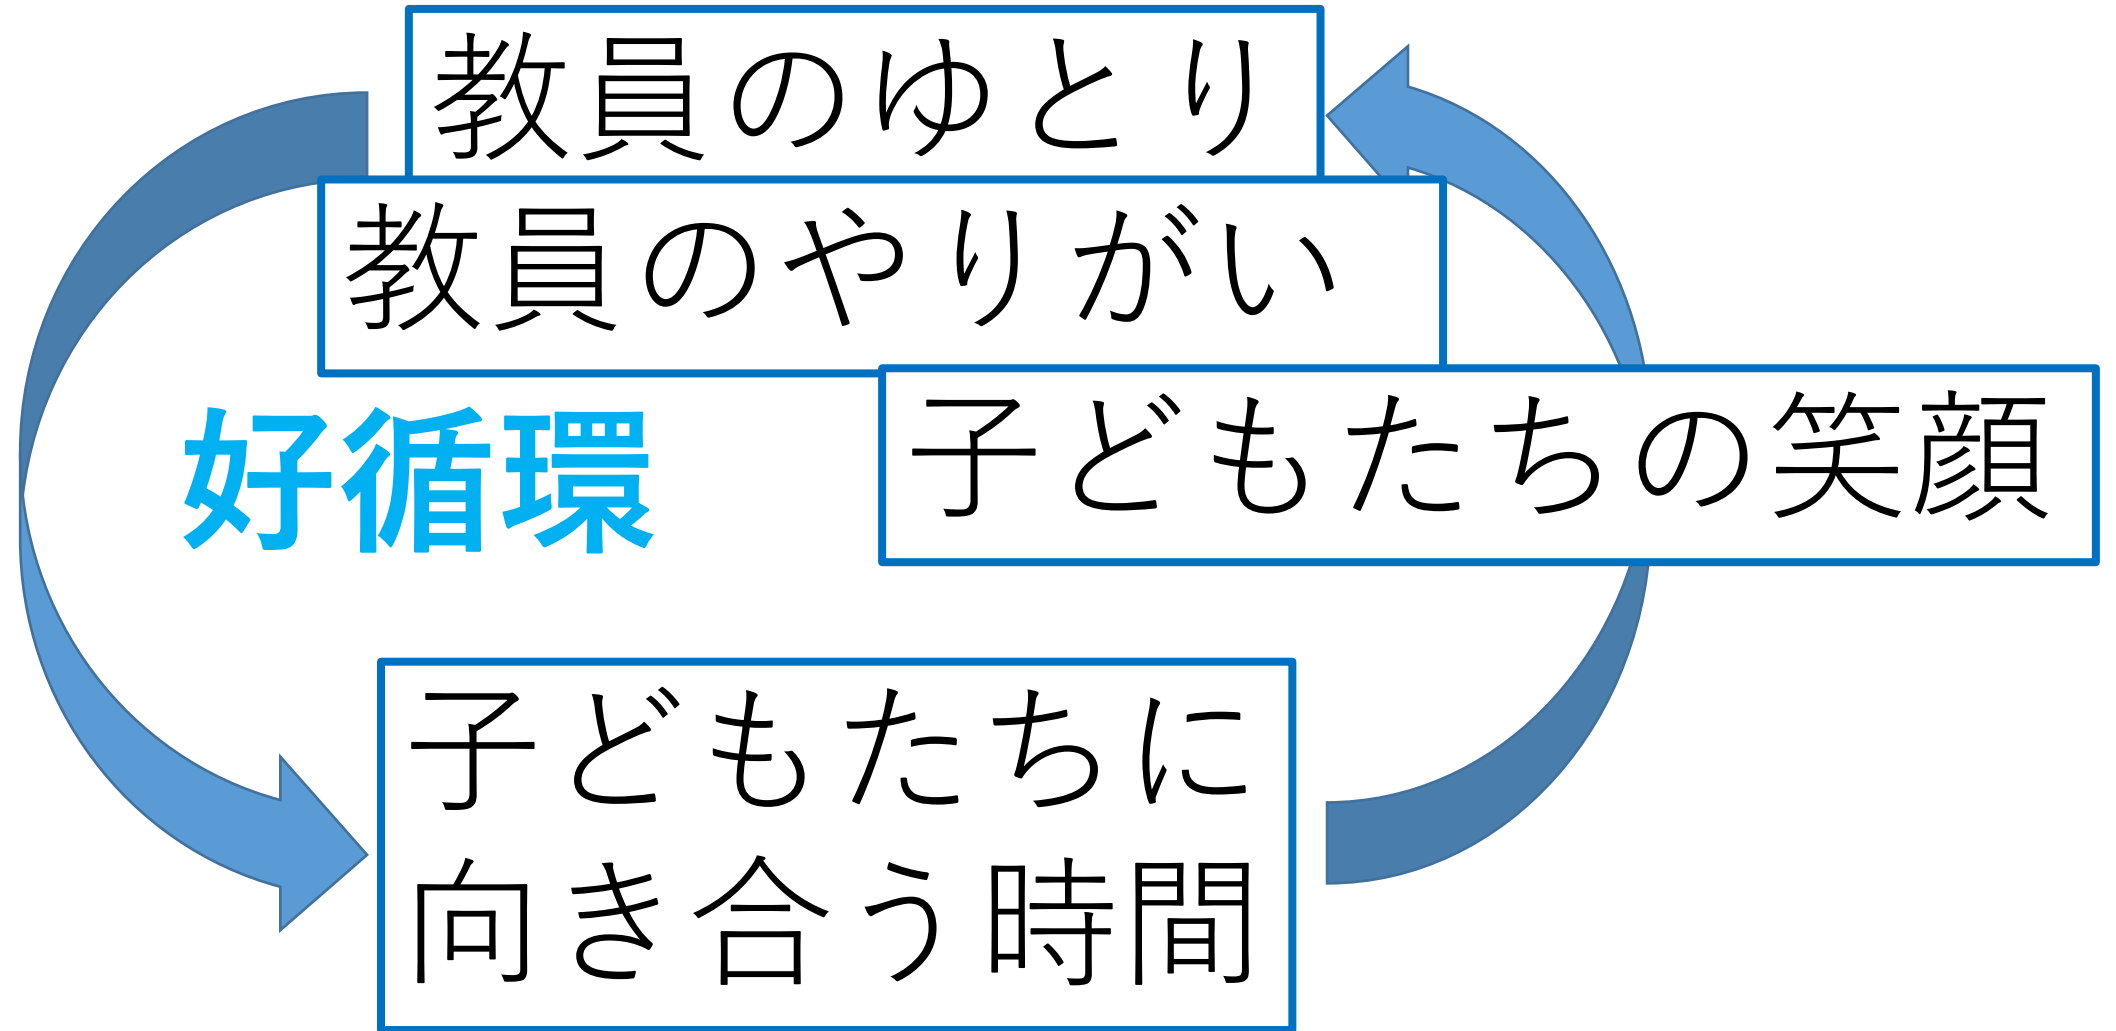 教員のゆとり
教員のやりがい
好循環
子どもたちの笑顔
子どもたちに
向き合う時間